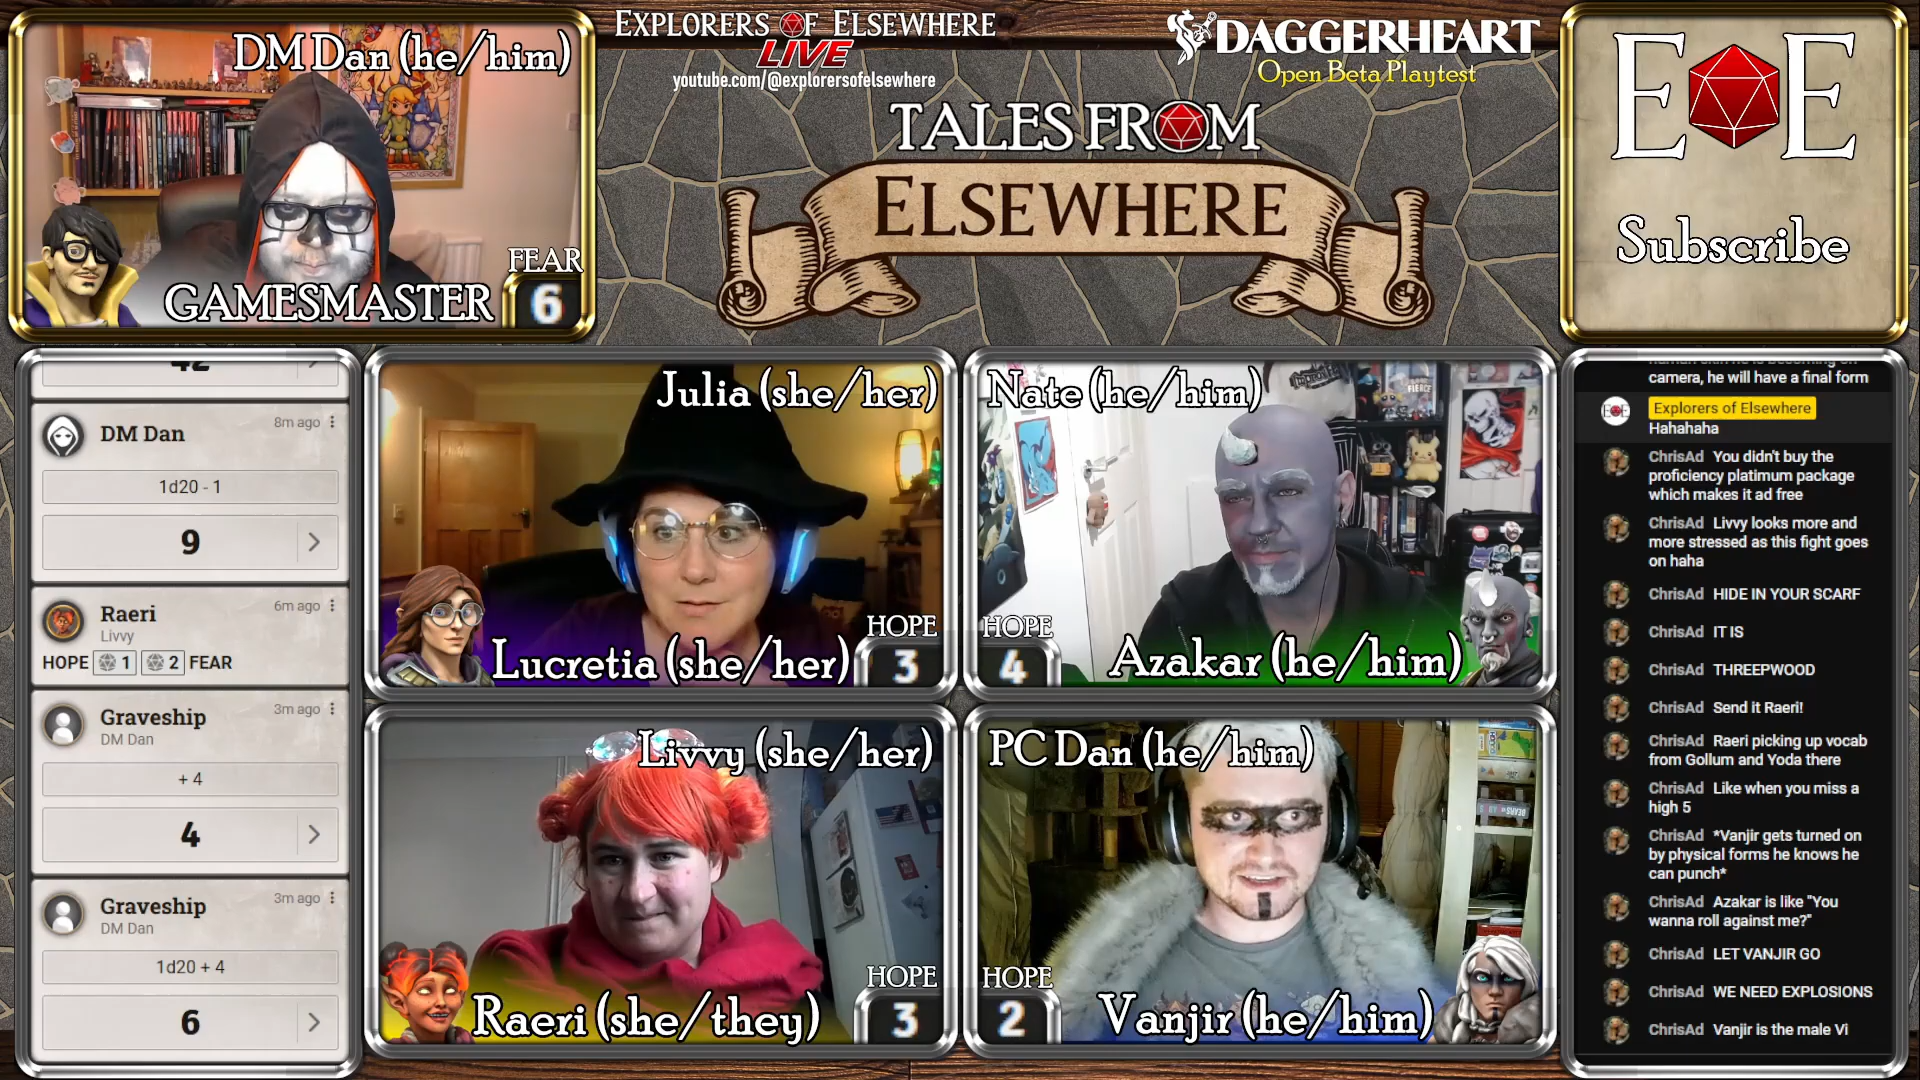 DM Dan (he/him)
FEAR
6
GAMESMASTER
EXPLORERS OF ELSEWHERE
LIVE
youtube.com/@explorersofelsewhere
DAGGERHEART
Open Beta Playtest
TALES FROM
ELSEWHERE
E E
Subscribe
42
DM Dan
8m ago
1d20 - 1
9
Raeri
6m ago
Livvy
HOPE 1 2 FEAR
Graveship
3m ago
DM Dan
+ 4
4
Graveship
3m ago
DM Dan
1d20 + 4
6
Julia (she/her)
HOPE
3
Lucretia (she/her)
Nate (he/him)
FIERCE
HOPE
4
Azakar (he/him)
Livvy (she/her)
HOPE
3
Raeri (she/they)
PC Dan (he/him)
HOPE
2
Vanjir (he/him)
human skin he is becoming on
camera, he will have a final form
Explorers of Elsewhere
Hahahaha
ChrisAd You didn't buy the
proficiency platimum package
which makes it ad free
ChrisAd Livvy looks more and
more stressed as this fight goes
on haha
ChrisAd HIDE IN YOUR SCARF
ChrisAd IT IS
ChrisAd THREEPWOOD
ChrisAd Send it Raeri!
ChrisAd Raeri picking up vocab
from Gollum and Yoda there
ChrisAd Like when you miss a
high 5
ChrisAd *Vanjir gets turned on
by physical forms he knows he
can punch*
ChrisAd Azakar is like "You
wanna roll against me?"
ChrisAd LET VANJIR GO
ChrisAd WE NEED EXPLOSIONS
ChrisAd Vanjir is the male Vi